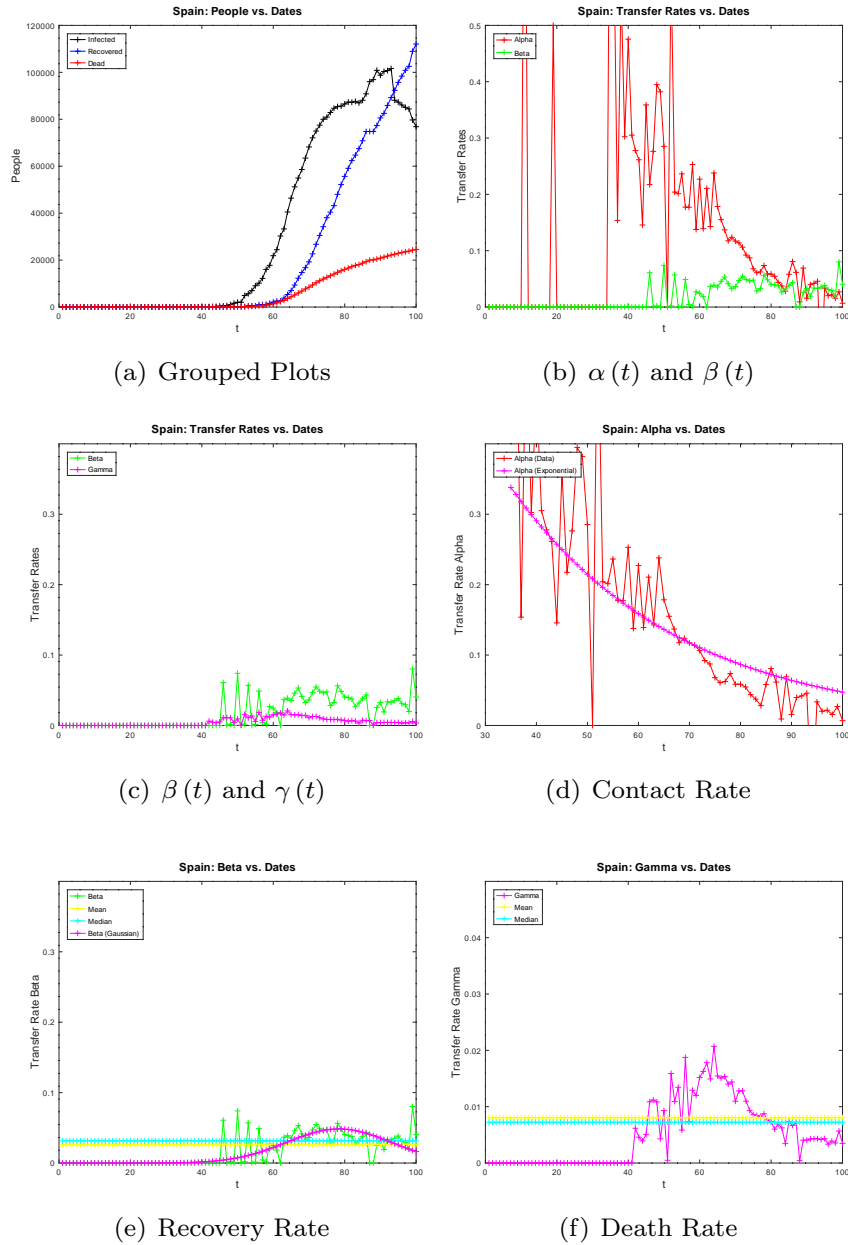 Spain: People vs. Dates
120000
100000
80000
60000
40000
20000
0
People
Infected
Recovered
Dead
0 20 40 60 80 100
t
(a) Grouped Plots
Spain: Transfer Rates vs. Dates
0.5
0.4
0.3
0.2
0.1
0
Transfer Rates
Alpha
Beta
0 20 40 60 80 100
t
(b) α (t) and β (t)
Spain: Transfer Rates vs. Dates
0.3
0.2
0.1
0
Transfer Rates
Beta
Gamma
0 20 40 60 80 100
t
(c) β (t) and γ (t)
Spain: Alpha vs. Dates
0.3
0.2
0.1
0
Transfer Rate Alpha
Alpha (Data)
Alpha (Exponential)
30 40 50 60 70 80 90 100
t
(d) Contact Rate
Spain: Beta vs. Dates
0.3
0.2
0.1
0
Transfer Rate Beta
Beta
Mean
Median
Beta (Gaussian)
0 20 40 60 80 100
t
(e) Recovery Rate
Spain: Gamma vs. Dates
0.04
0.03
0.02
0.01
0
Transfer Rate Gamma
Gamma
Mean
Median
0 20 40 60 80 100
t
(f) Death Rate